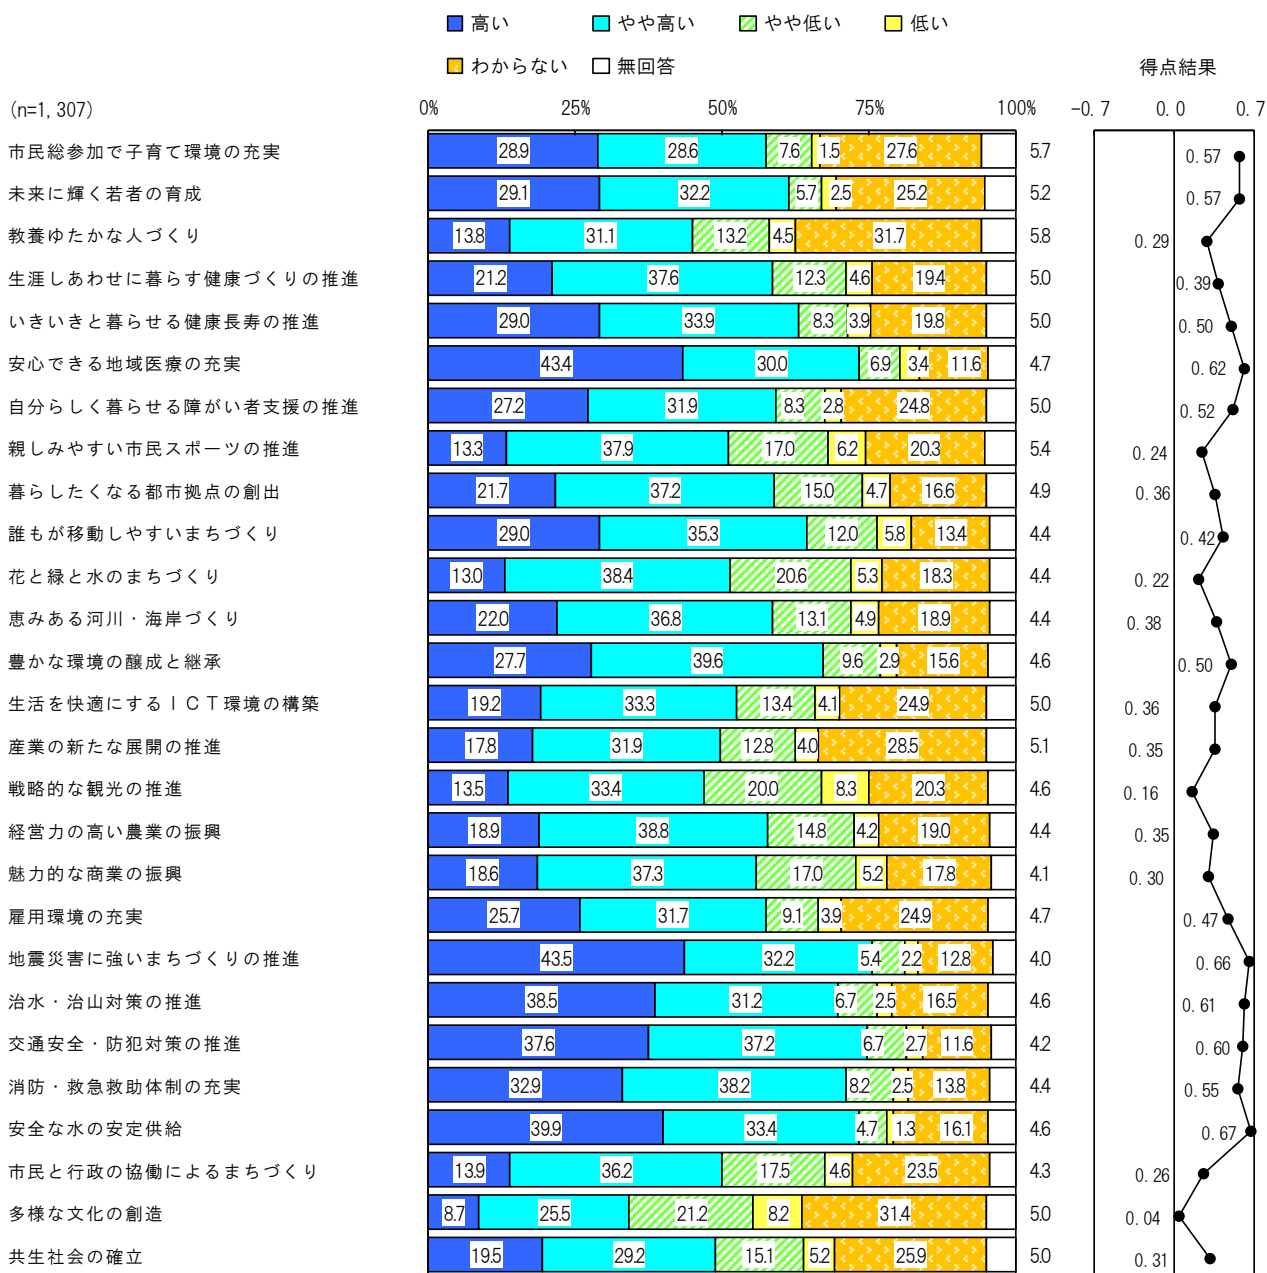 高い やや高い やや低い 低い
わからない 無回答
得点結果
(n=1,307) 0% 25% 50% 75% 100% -0.7 0.0 0.7
市民総参加で子育て環境の充実 28.9 28.6 7.6 1.5 27.6 5.7 0.57
未来に輝く若者の育成 29.1 32.2 5.7 2.5 25.2 5.2 0.57
教養ゆたかな人づくり 13.8 31.1 13.2 4.5 31.7 5.8 0.29
生涯しあわせに暮らす健康づくりの推進 21.2 37.6 12.3 4.6 19.4 5.0 0.39
いきいきと暮らせる健康長寿の推進 29.0 33.9 8.3 3.9 19.8 5.0 0.50
安心できる地域医療の充実 43.4 30.0 6.9 3.4 11.6 4.7 0.62
自分らしく暮らせる障がい者支援の推進 27.2 31.9 8.3 2.8 24.8 5.0 0.52
親しみやすい市民スポーツの推進 13.3 37.9 17.0 6.2 20.3 5.4 0.24
暮らしたくなる都市拠点の創出 21.7 37.2 15.0 4.7 16.6 4.9 0.36
誰もが移動しやすいまちづくり 29.0 35.3 12.0 5.8 13.4 4.4 0.42
花と緑と水のまちづくり 13.0 38.4 20.6 5.3 18.3 4.4 0.22
恵みある河川・海岸づくり 22.0 36.8 13.1 4.9 18.9 4.4 0.38
豊かな環境の醸成と継承 27.7 39.6 9.6 2.9 15.6 4.6 0.50
生活を快適にするICT環境の構築 19.2 33.3 13.4 4.1 24.9 5.0 0.36
産業の新たな展開の推進 17.8 31.9 12.8 4.0 28.5 5.1 0.35
戦略的な観光の推進 13.5 33.4 20.0 8.3 20.3 4.6 0.16
経営力の高い農業の振興 18.9 38.8 14.8 4.2 19.0 4.4 0.35
魅力的な商業の振興 18.6 37.3 17.0 5.2 17.8 4.1 0.30
雇用環境の充実 25.7 31.7 9.1 3.9 24.9 4.7 0.47
地震災害に強いまちづくりの推進 43.5 32.2 5.4 2.2 12.8 4.0 0.66
治水・治山対策の推進 38.5 31.2 6.7 2.5 16.5 4.6 0.61
交通安全・防犯対策の推進 37.6 37.2 6.7 2.7 11.6 4.2 0.60
消防・救急救助体制の充実 32.9 38.2 8.2 2.5 13.8 4.4 0.55
安全な水の安定供給 39.9 33.4 4.7 1.3 16.1 4.6 0.67
市民と行政の協働によるまちづくり 13.9 36.2 17.5 4.6 23.5 4.3 0.26
多様な文化の創造 8.7 25.5 21.2 8.2 31.4 5.0 0.04
共生社会の確立 19.5 29.2 15.1 5.2 25.9 5.0 0.31